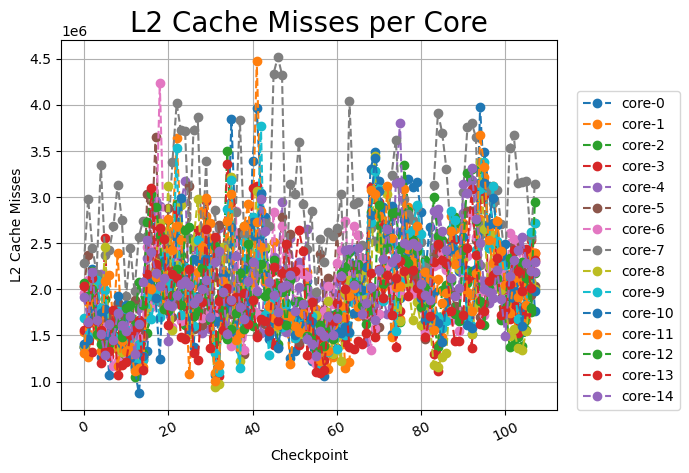 L2 Cache Misses per Core
1e6
4.5
4.0
3.5
3.0
2.5
2.0
1.5
1.0
L2 Cache Misses
0
20
40
60
80
100
Checkpoint
core-0
core-1
core-2
core-3
core-4
core-5
core-6
core-7
core-8
core-9
core-10
core-11
core-12
core-13
core-14